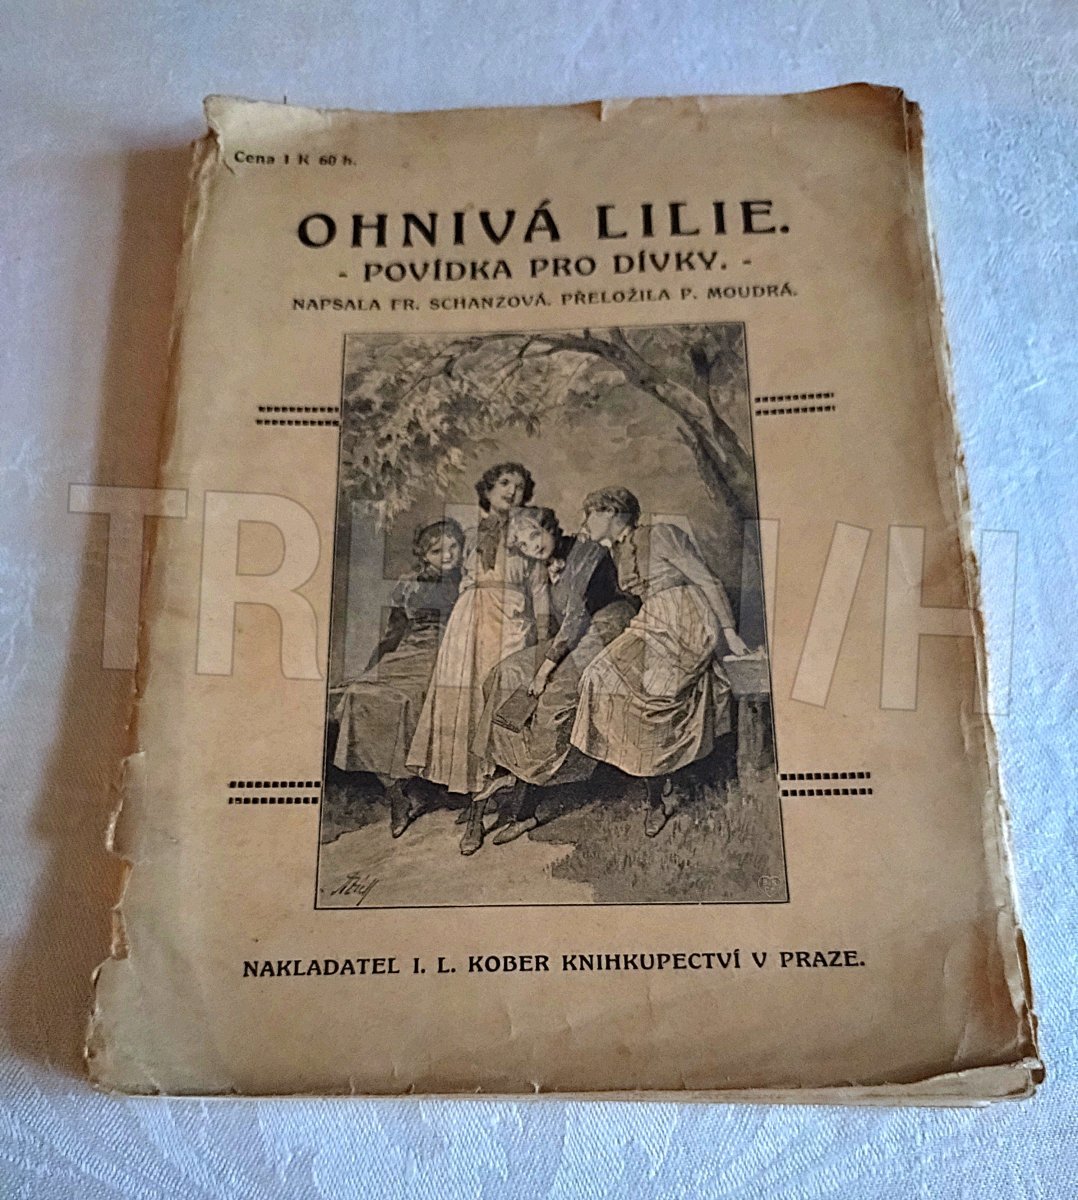 Cena 1 K 60 h.
OHNIVÁ LILIE.
- POVÍDKA PRO DÍVKY. -
NAPSALA FR. SCHANZOVÁ. PŘELOŽILA P. MOUDRÁ.
NAKLADATEL I. L. KOBER KNIHKUPECTVÍ V PRAZE.